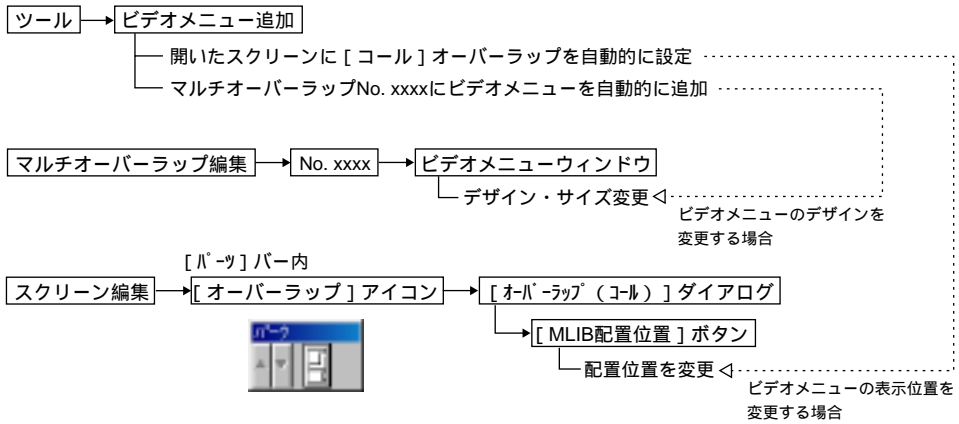 ツール ビデオメニュー追加
開いたスクリーンに [ コール ] オーバーラップを自動的に設定
マルチオーバーラップNo. xxxxにビデオメニューを自動的に追加
マルチオーバーラップ編集 No. xxxx ビデオメニューウィンドウ
デザイン・サイズ変更
ビデオメニューのデザインを
変更する場合
[ ﾊﾟｰﾂ ] バー内
スクリーン編集 [ オーバーラップ ] アイコン [ ｵｰﾊﾞｰﾗｯﾌﾟ ( ｺｰﾙ ) ] ダイアログ
ﾊﾟｰﾂ
[ MLIB配置位置 ] ボタン
配置位置を変更
ビデオメニューの表示位置を
変更する場合